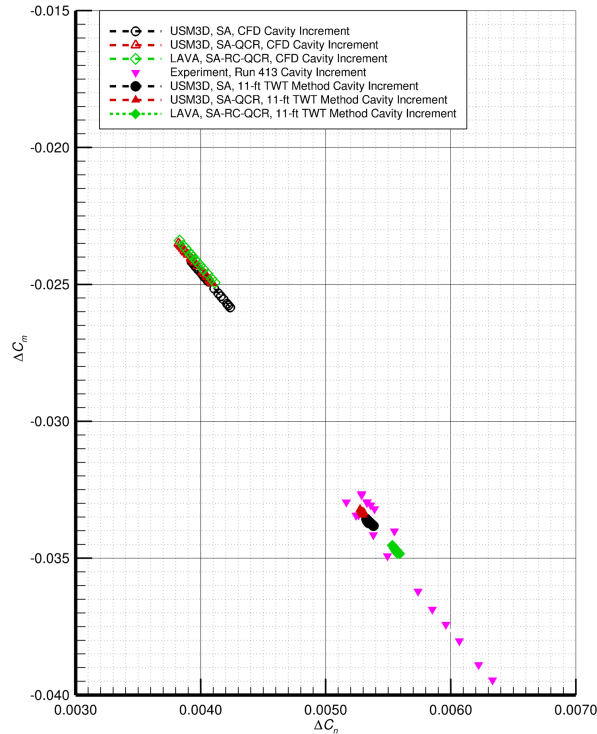 -0.015
USM3D, SA, CFD Cavity Increment
USM3D, SA-QCR, CFD Cavity Increment
LAVA, SA-RC-QCR, CFD Cavity Increment
Experiment, Run 413 Cavity Increment
USM3D, SA, 11-ft TWT Method Cavity Increment
USM3D, SA-QCR, 11-ft TWT Method Cavity Increment
LAVA, SA-RC-QCR, 11-ft TWT Method Cavity Increment
-0.020
-0.025
ΔCm
-0.030
-0.035
-0.040
0.0030 0.0040 0.0050 0.0060 0.0070
ΔCn